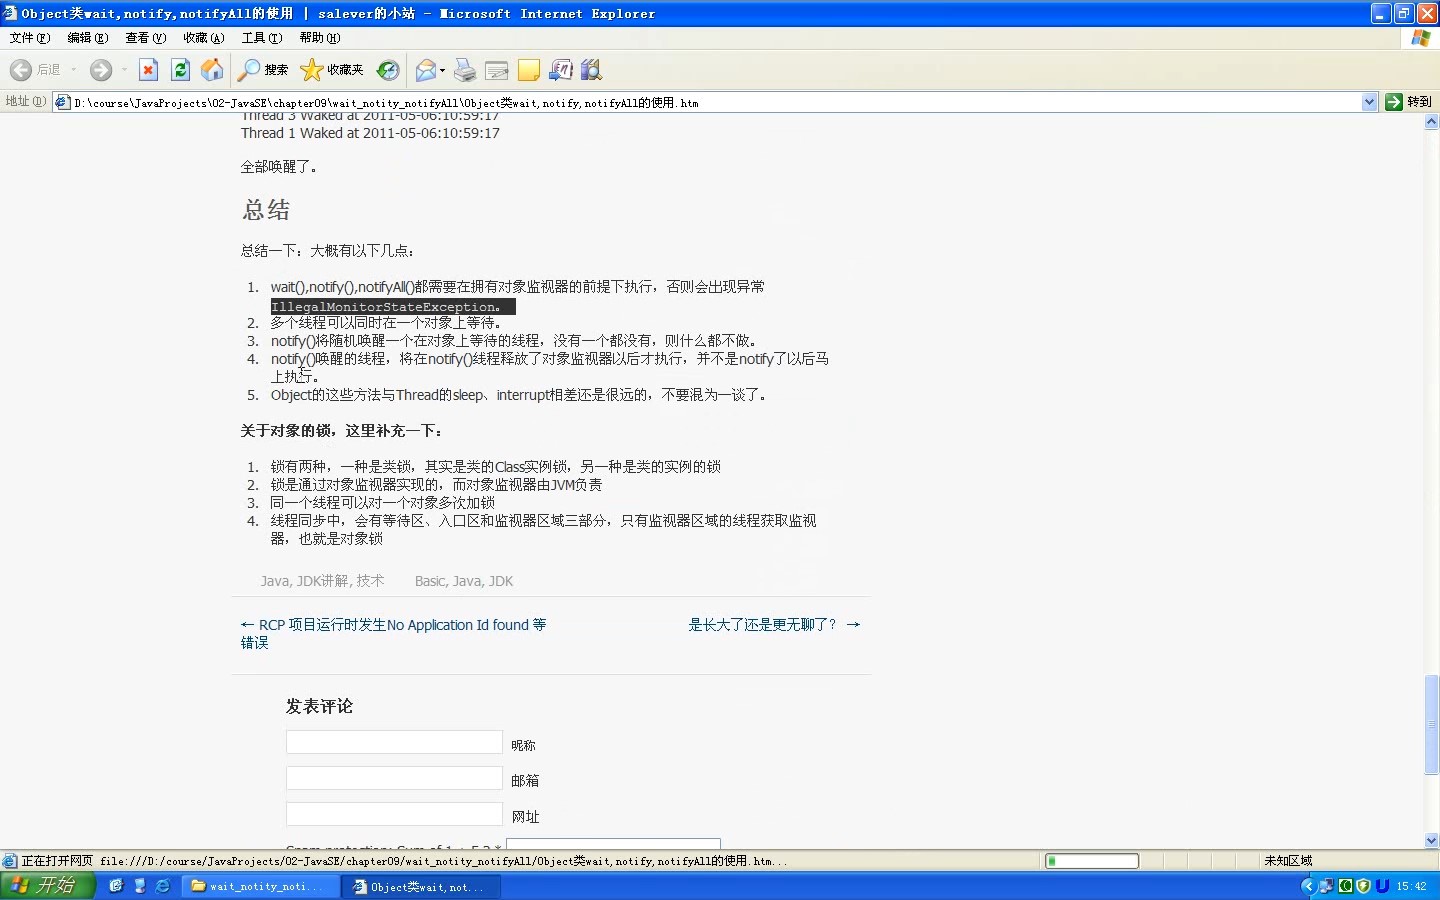 Object类wait,notify,notifyAll的使用 | salever的小站 - Microsoft Internet Explorer
文件(F) 编辑(E) 查看(V) 收藏(A) 工具(T) 帮助(H)
后退 搜索 收藏夹
地址(D) D:\course\JavaProjects\02-JavaSE\chapter09\wait_notity_notifyAll\Object类wait,notify,notifyAll的使用.htm 转到
Thread 3 Waked at 2011-05-06:10:59:17
Thread 1 Waked at 2011-05-06:10:59:17
全部唤醒了。
总结
总结一下：大概有以下几点：
1. wait(),notify(),notifyAll()都需要在拥有对象监视器的前提下执行，否则会出现异常
IllegalMonitorStateException。
2. 多个线程可以同时在一个对象上等待。
3. notify()将随机唤醒一个在对象上等待的线程，没有一个都没有，则什么都不做。
4. notify()唤醒的线程，将在notify()线程释放了对象监视器以后才执行，并不是notify了以后马
上执行。
5. Object的这些方法与Thread的sleep、interrupt相差还是很远的，不要混为一谈了。
关于对象的锁，这里补充一下：
1. 锁有两种，一种是类锁，其实是类的Class实例锁，另一种是类的实例的锁
2. 锁是通过对象监视器实现的，而对象监视器由JVM负责
3. 同一个线程可以对一个对象多次加锁
4. 线程同步中，会有等待区、入口区和监视器区域三部分，只有监视器区域的线程获取监视
器，也就是对象锁
Java, JDK讲解, 技术 Basic, Java, JDK
← RCP 项目运行时发生No Application Id found 等
错误
是长大了还是更无聊了？ →
发表评论
昵称
邮箱
网址
正在打开网页 file:///D:/course/JavaProjects/02-JavaSE/chapter09/wait_notity_notifyAll/Object类wait,notify,notifyAll的使用.htm... 未知区域
开始 wait_notity_noti... Object类wait,not... 15:42